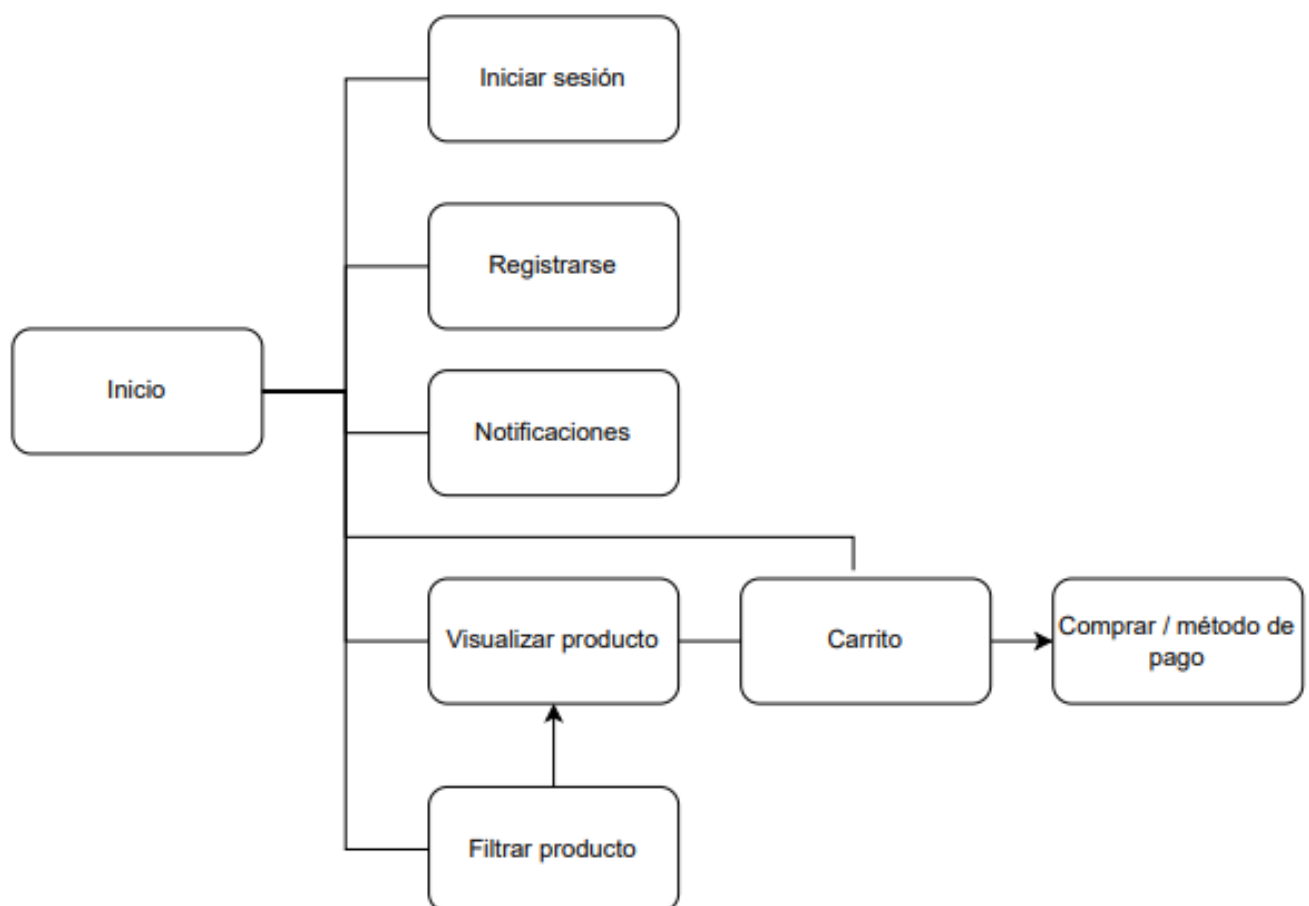 Iniciar sesión
Registrarse
Inicio
Notificaciones
Visualizar producto
Carrito
Comprar / método de
pago
Filtrar producto